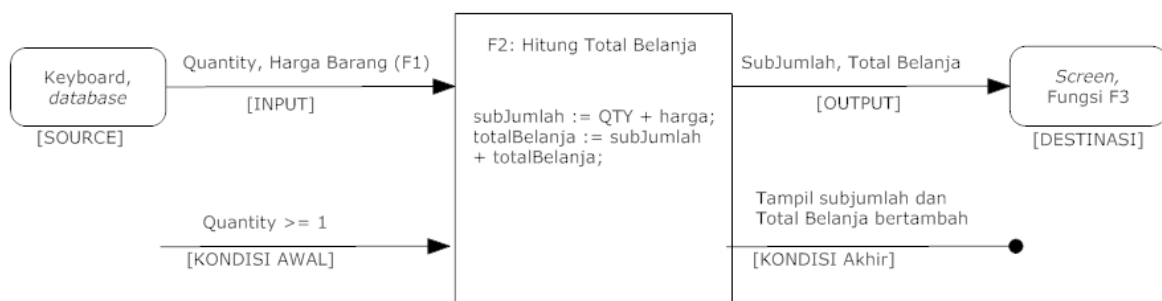 F2: Hitung Total Belanja
Keyboard,
database
[SOURCE]
Quantity, Harga Barang (F1)
[INPUT]
subJumlah := QTY + harga;
totalBelanja := subJumlah
+ totalBelanja;
SubJumlah, Total Belanja
[OUTPUT]
Screen,
Fungsi F3
[DESTINASI]
Quantity >= 1
[KONDISI AWAL]
Tampil subjumlah dan
Total Belanja bertambah
[KONDISI Akhir]